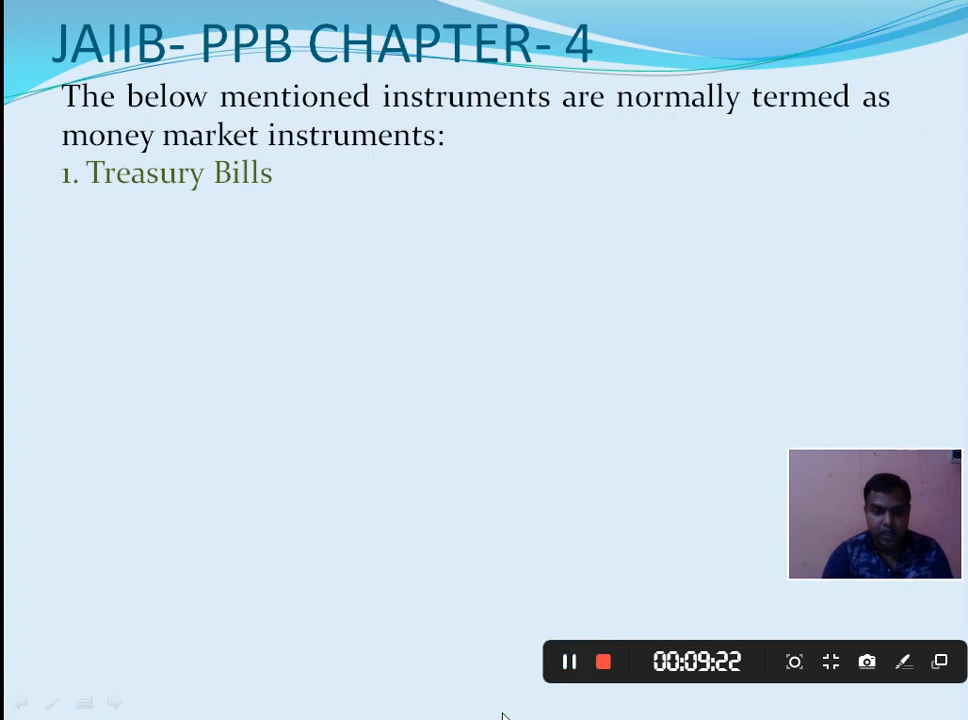 JAIIB- PPB CHAPTER- 4
The below mentioned instruments are normally termed as
money market instruments:
1. Treasury Bills
00:09:22